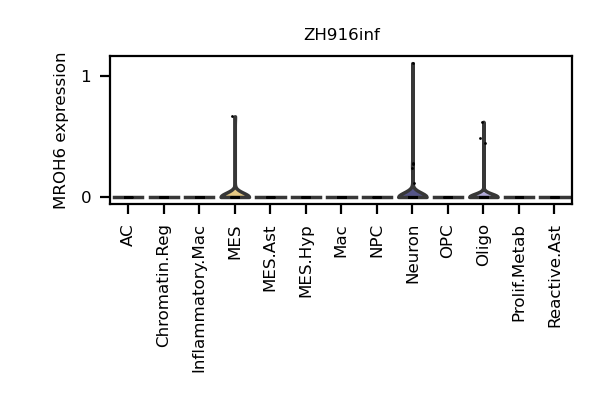 ZH916inf
MROH6 expression
1
0
AC
Chromatin.Reg
Inflammatory.Mac
MES
MES.Ast
MES.Hyp
Mac
NPC
Neuron
OPC
Oligo
Prolif.Metab
Reactive.Ast